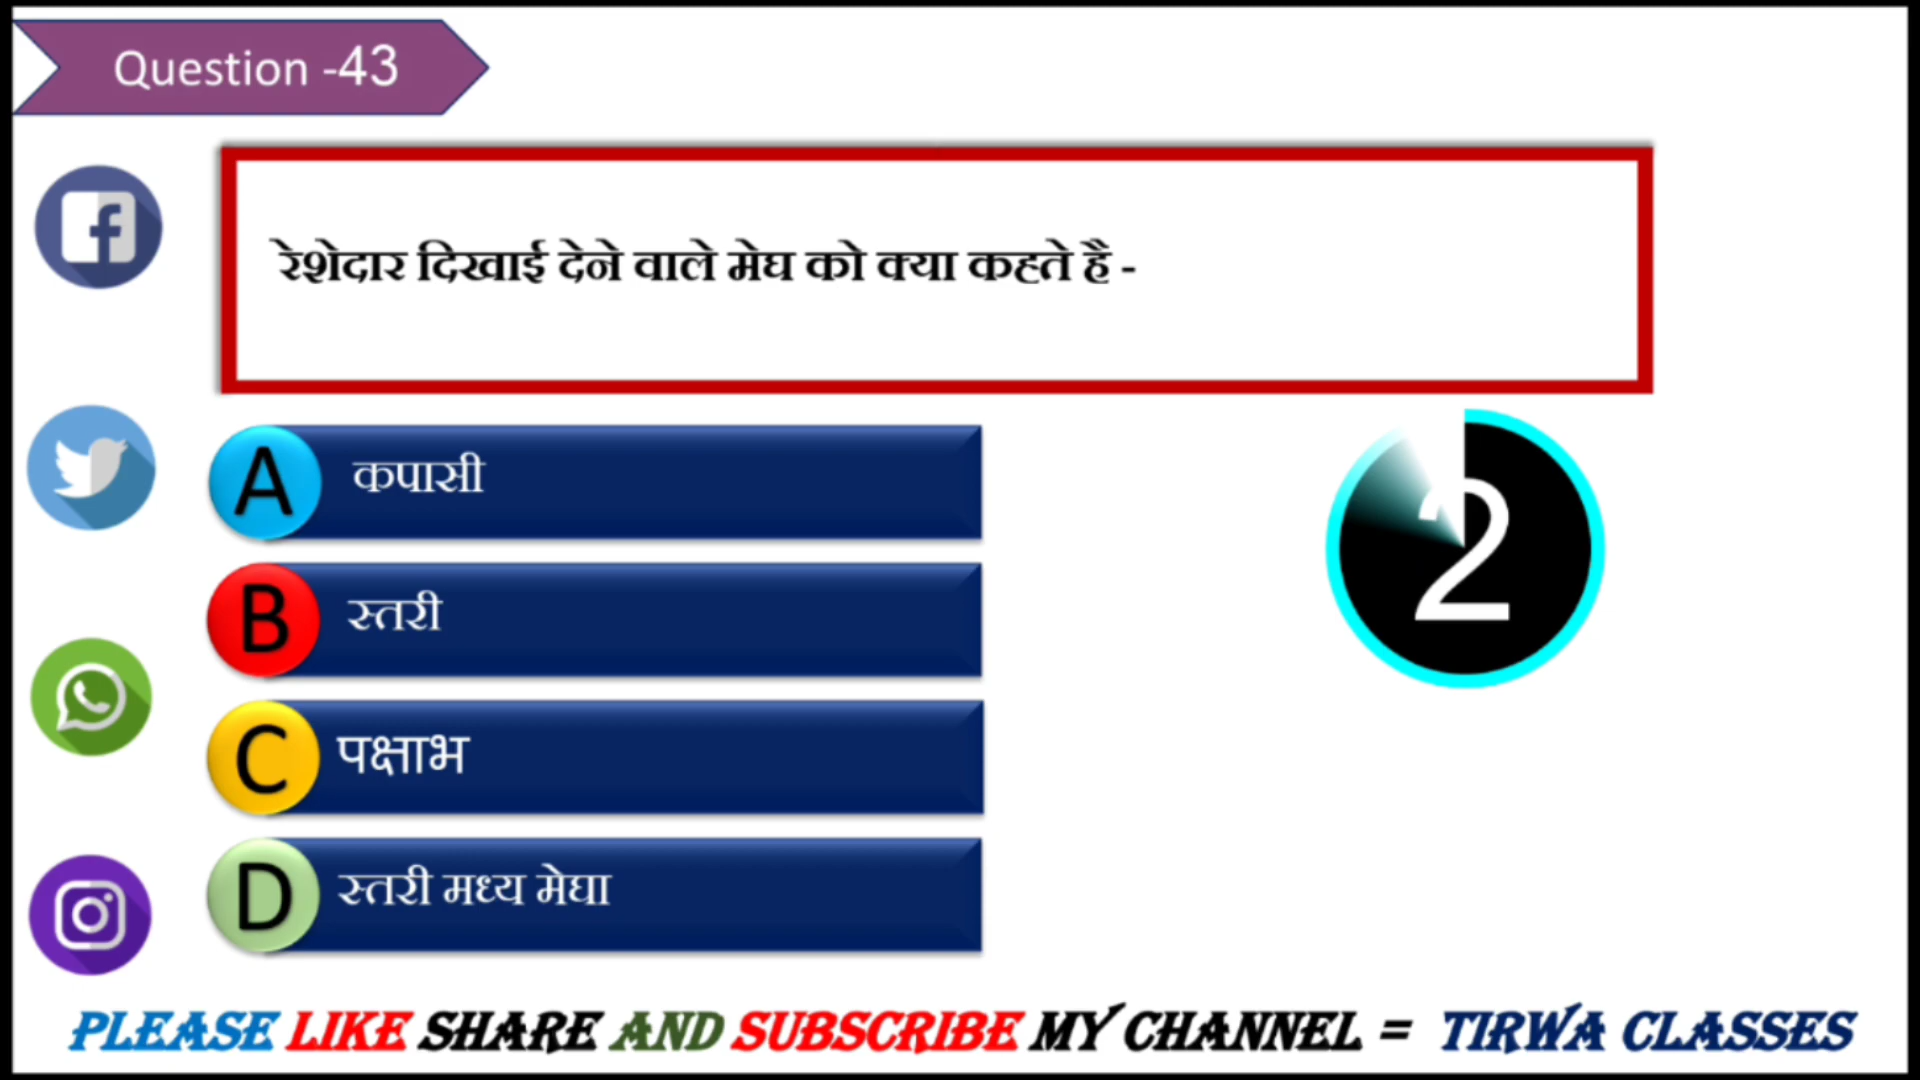 Question -43
रेशेदार दिखाई देने वाले मेघ को क्या कहते है -
A कपासी
2
B स्तरी
C पक्षाभ
D स्तरी मध्य मेघा
PLEASE LIKE SHARE AND SUBSCRIBE MY CHANNEL = TIRWA CLASSES